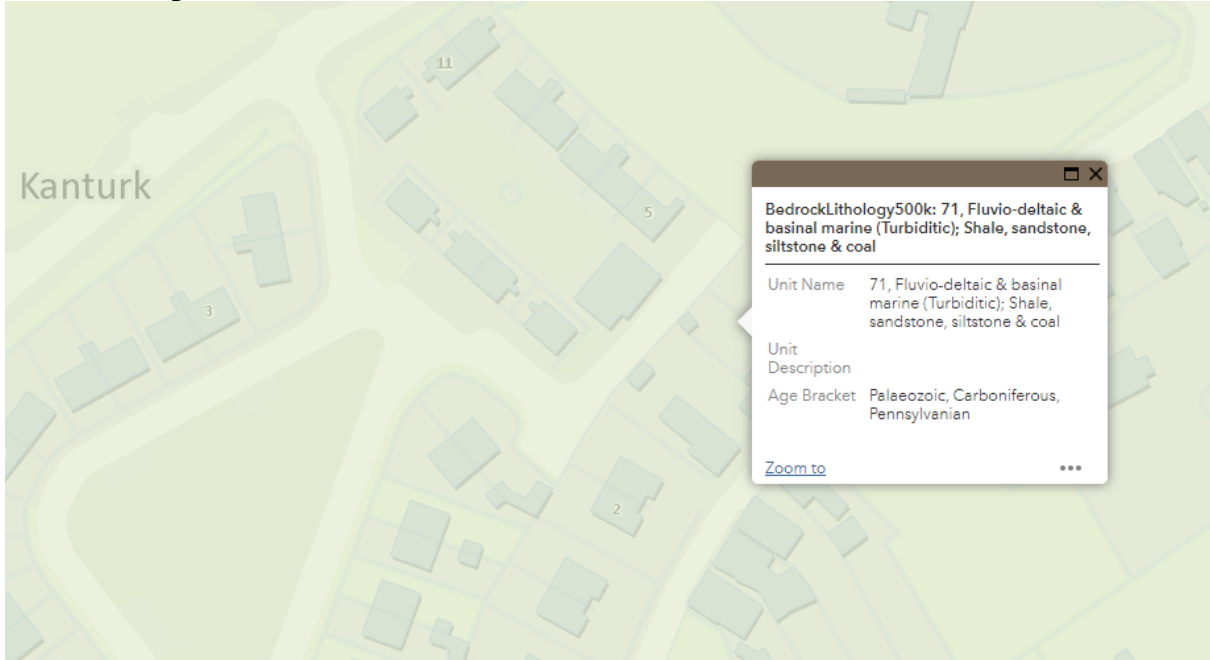 11
Kanturk
5
3
2
BedrockLithology500k: 71, Fluvio-deltaic &
basinal marine (Turbiditic); Shale, sandstone,
siltstone & coal
Unit Name 71, Fluvio-deltaic & basinal
marine (Turbiditic); Shale,
sandstone, siltstone & coal
Unit
Description
Age Bracket Palaeozoic, Carboniferous,
Pennsylvanian
Zoom to